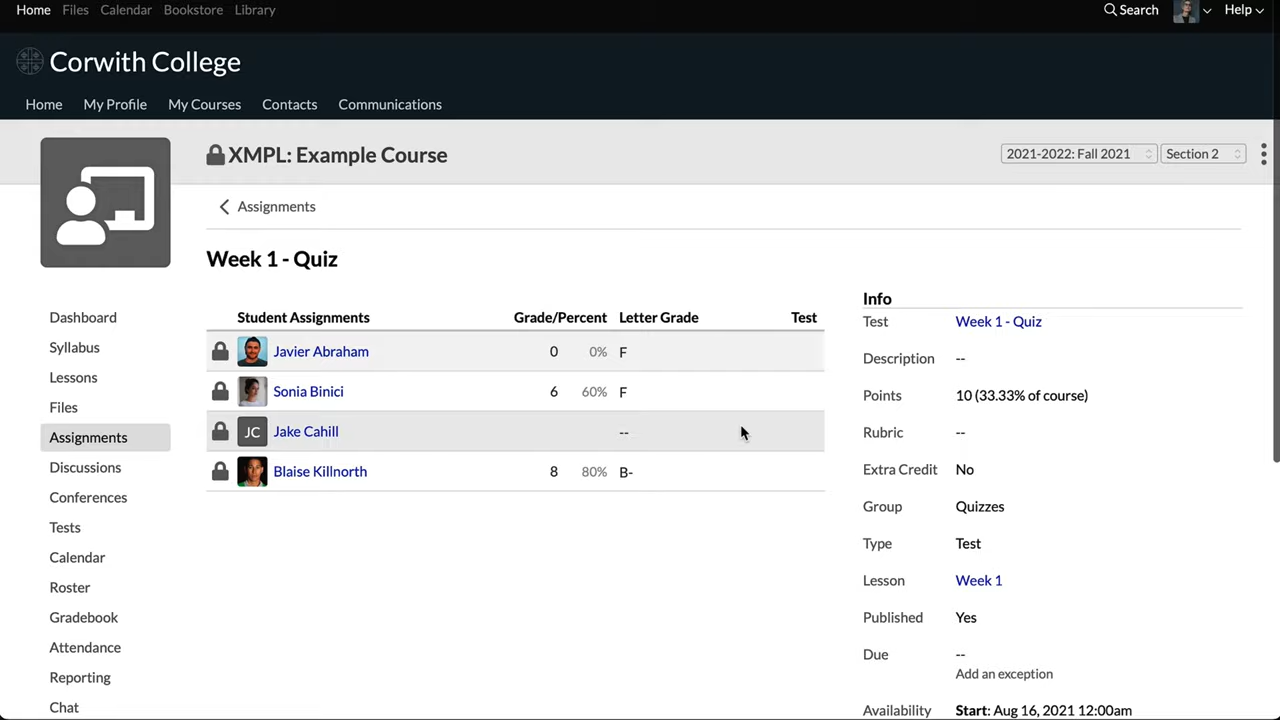 Home Files Calendar Bookstore Library Search Help
Corwith College
Home My Profile My Courses Contacts Communications
XMPL: Example Course 2021-2022: Fall 2021 Section 2
Assignments
Week 1 - Quiz
Student Assignments Grade/Percent Letter Grade Test
Javier Abraham 0 0% F
Sonia Binici 6 60% F
JC Jake Cahill --
Blaise Killnorth 8 80% B-
Info
Test Week 1 - Quiz
Description --
Points 10 (33.33% of course)
Rubric --
Extra Credit No
Group Quizzes
Type Test
Lesson Week 1
Published Yes
Due --
Add an exception
Availability Start: Aug 16, 2021 12:00am
Dashboard
Syllabus
Lessons
Files
Assignments
Discussions
Conferences
Tests
Calendar
Roster
Gradebook
Attendance
Reporting
Chat